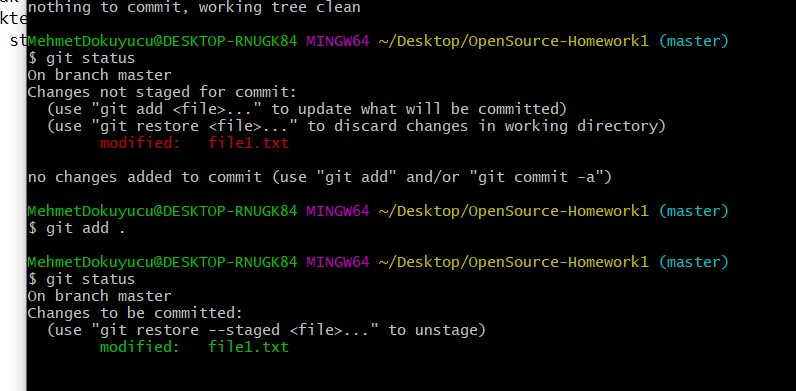 nothing to commit, working tree clean
kte
st
MehmetDokuyucu@DESKTOP-RNUGK84 MINGW64 ~/Desktop/OpenSource-Homework1 (master)
$ git status
On branch master
Changes not staged for commit:
  (use "git add <file>..." to update what will be committed)
  (use "git restore <file>..." to discard changes in working directory)
        modified:   file1.txt
no changes added to commit (use "git add" and/or "git commit -a")
MehmetDokuyucu@DESKTOP-RNUGK84 MINGW64 ~/Desktop/OpenSource-Homework1 (master)
$ git add .
MehmetDokuyucu@DESKTOP-RNUGK84 MINGW64 ~/Desktop/OpenSource-Homework1 (master)
$ git status
On branch master
Changes to be committed:
  (use "git restore --staged <file>..." to unstage)
        modified:   file1.txt